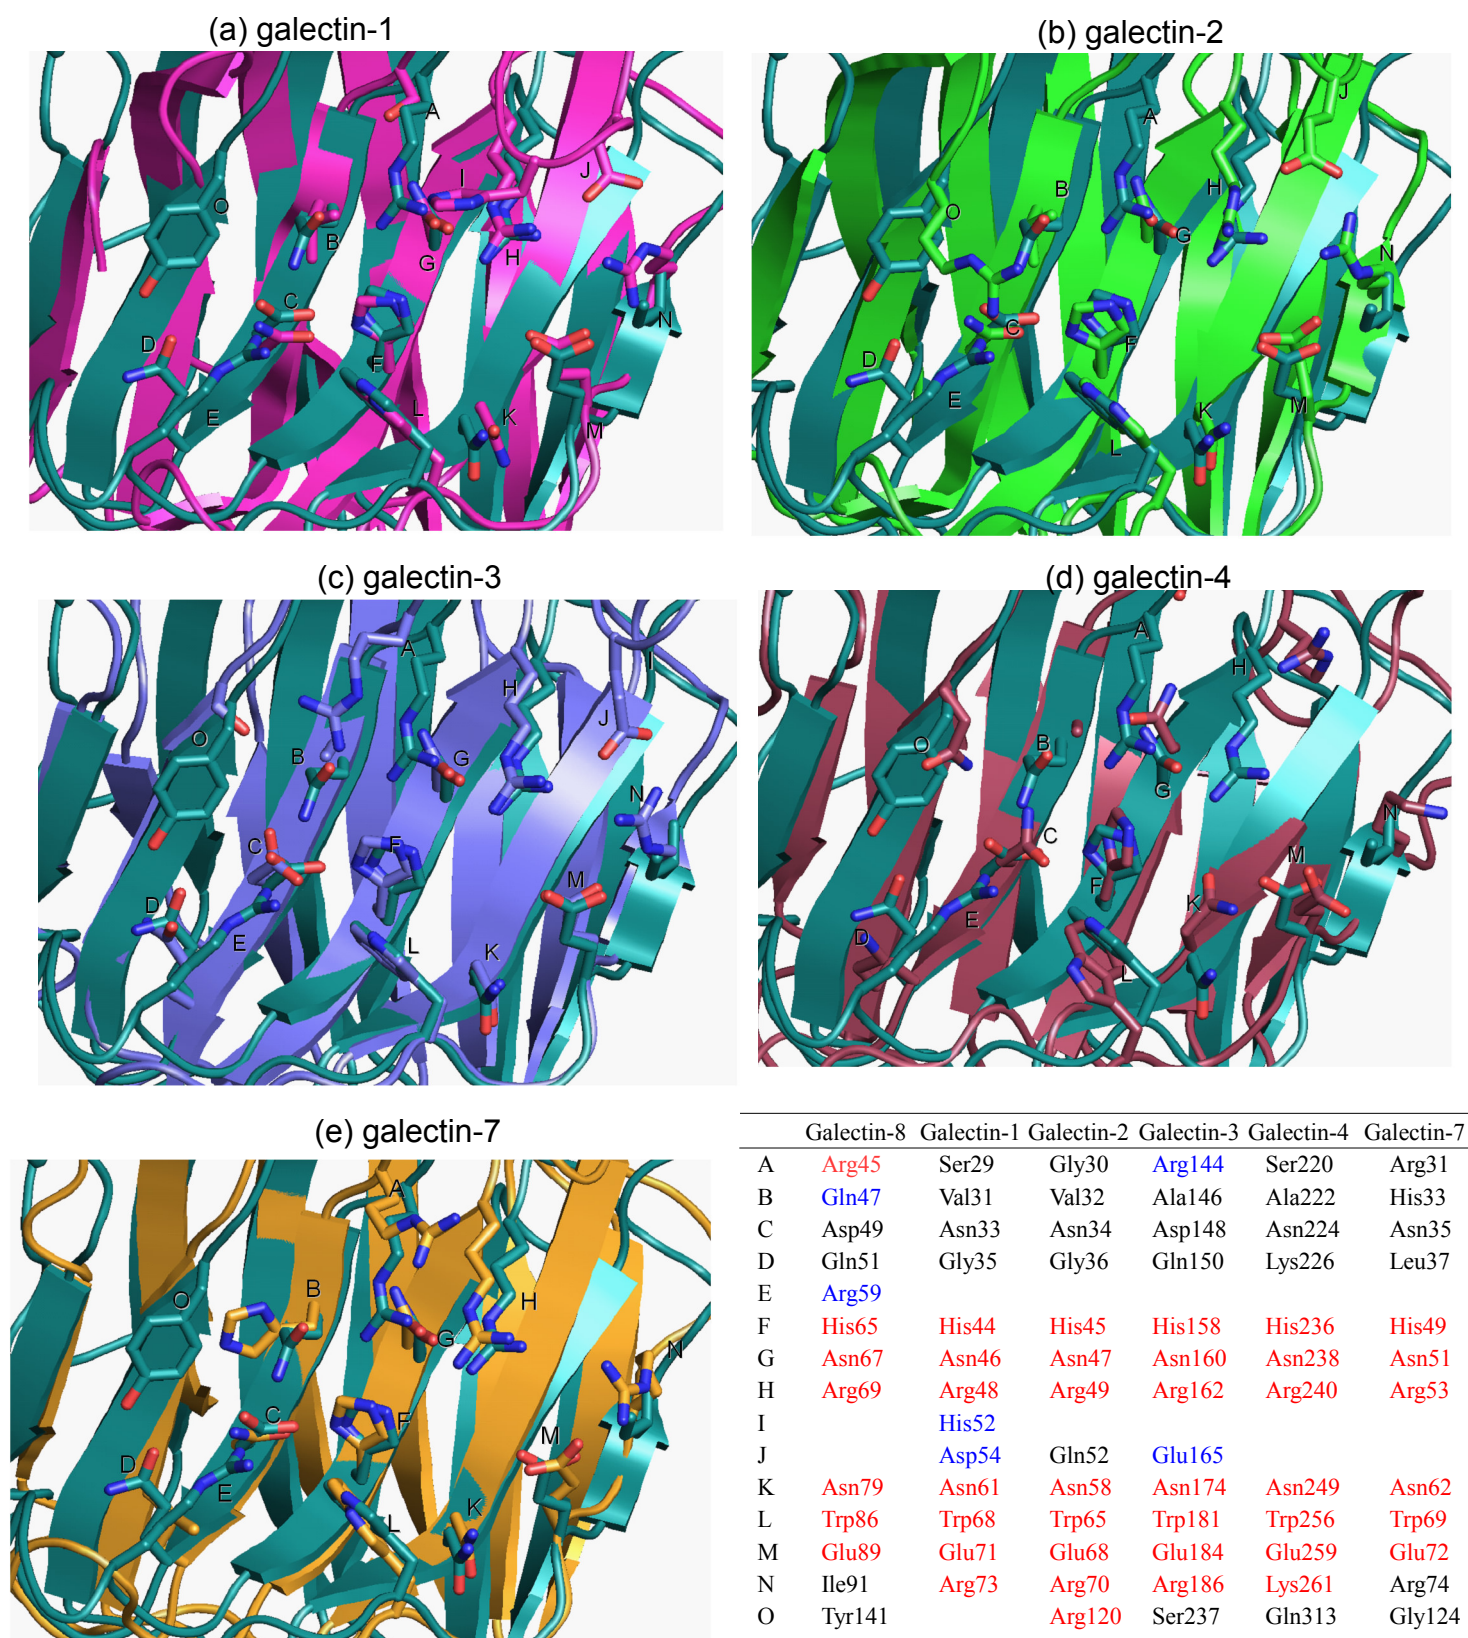 (a) galectin-1
A
I
J
O
B
G
H
C
N
D
F
E
L
K
M
(b) galectin-2
J
A
B
H
O
G
N
C
D
F
E
K
M
L
(c) galectin-3
A
I
H
J
O
B
G
N
C
F
D
M
E
L
K
(d) galectin-4
A
H
O
B
G
N
C
M
F
K
E
D
L
(e) galectin-7
A
B
O
H
G
N
C
F
M
D
E
K
L
Galectin-8 Galectin-1 Galectin-2 Galectin-3 Galectin-4 Galectin-7
A Arg45 Ser29 Gly30 Arg144 Ser220 Arg31
B Gln47 Val31 Val32 Ala146 Ala222 His33
C Asp49 Asn33 Asn34 Asp148 Asn224 Asn35
D Gln51 Gly35 Gly36 Gln150 Lys226 Leu37
E Arg59
F His65 His44 His45 His158 His236 His49
G Asn67 Asn46 Asn47 Asn160 Asn238 Asn51
H Arg69 Arg48 Arg49 Arg162 Arg240 Arg53
I His52
J Asp54 Gln52 Glu165
K Asn79 Asn61 Asn58 Asn174 Asn249 Asn62
L Trp86 Trp68 Trp65 Trp181 Trp256 Trp69
M Glu89 Glu71 Glu68 Glu184 Glu259 Glu72
N Ile91 Arg73 Arg70 Arg186 Lys261 Arg74
O Tyr141 Arg120 Ser237 Gln313 Gly124